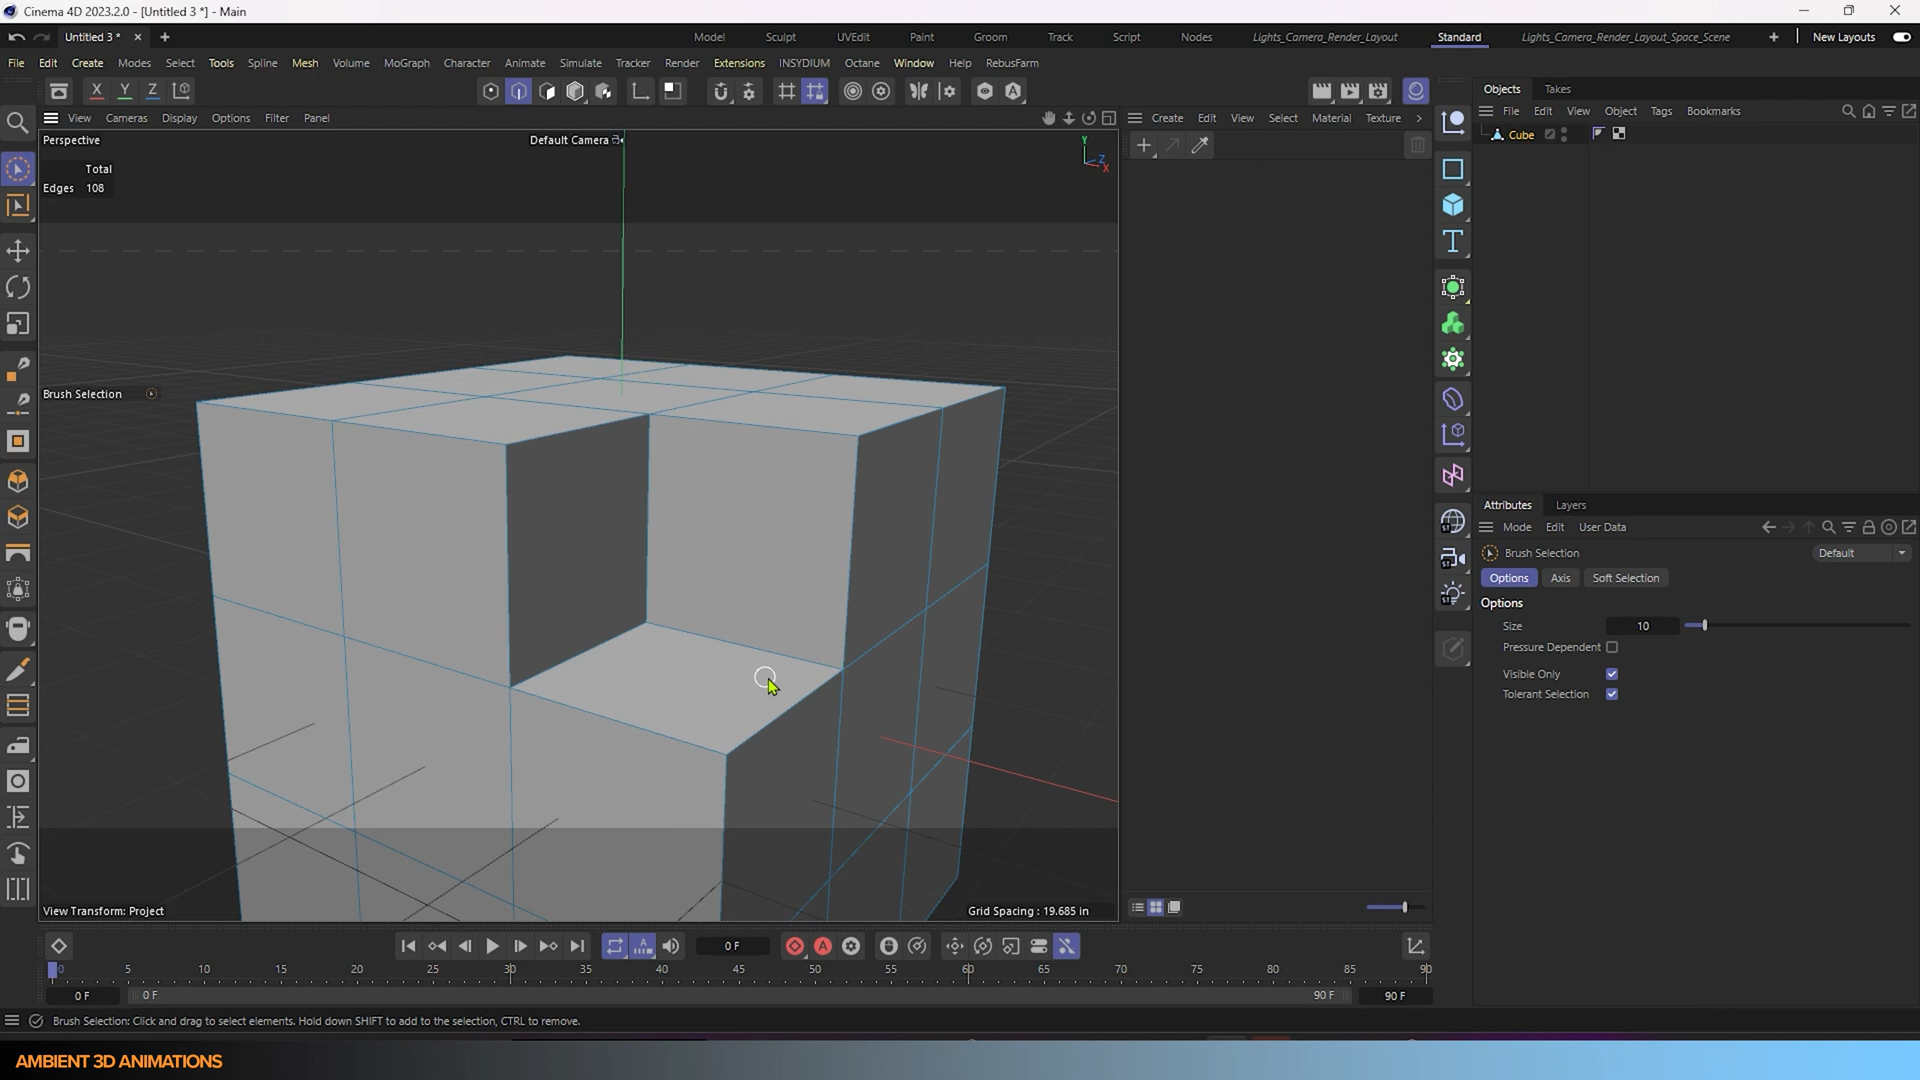 Cinema 4D 2023.2.0 - [Untitled 3 *] - Main
Untitled 3 *
Model Sculpt UVEdit Paint Groom Track Script Nodes Lights_Camera_Render_Layout Standard Lights_Camera_Render_Layout_Space_Scene New Layouts
File Edit Create Modes Select Tools Spline Mesh Volume MoGraph Character Animate Simulate Tracker Render Extensions INSYDIUM Octane Window Help RebusFarm
X Y Z
Objects Takes
View Cameras Display Options Filter Panel
Create Edit View Select Material Texture
File Edit View Object Tags Bookmarks
Perspective
Default Camera
Y
Z
X
Cube
Total
Edges 108
Brush Selection
Attributes Layers
Mode Edit User Data
Brush Selection
Default
Options Axis Soft Selection
Options
Size 10
Pressure Dependent
Visible Only
Tolerant Selection
View Transform: Project
Grid Spacing : 19.685 in
0 F
0 5 10 15 20 25 30 35 40 45 50 55 60 65 70 75 80 85 90
0 F 0 F 90 F 90 F
Brush Selection: Click and drag to select elements. Hold down SHIFT to add to the selection, CTRL to remove.
AMBIENT 3D ANIMATIONS